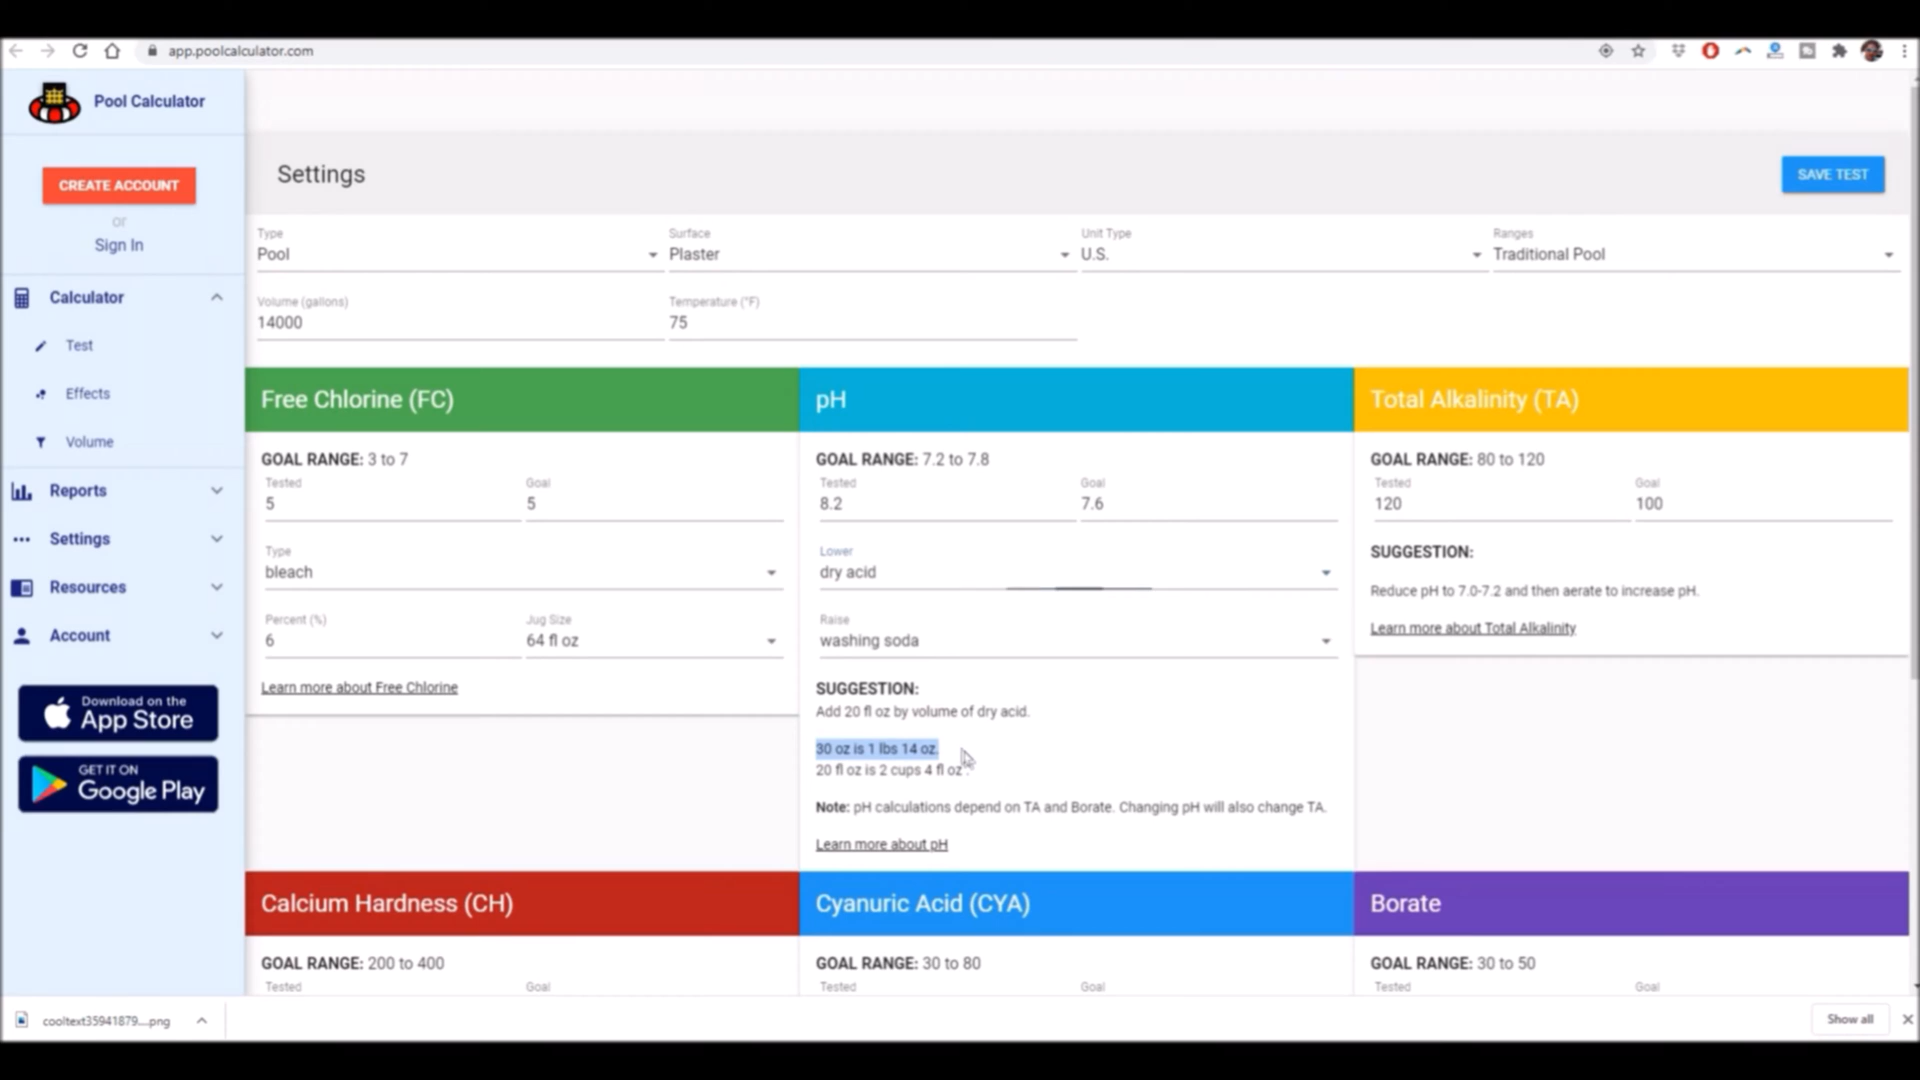 app.poolcalculator.com
Pool Calculator
CREATE ACCOUNT
or
Sign In
Calculator
Test
Effects
Volume
Reports
Settings
Resources
Account
Download on the
App Store
GET IT ON
Google Play
Settings
SAVE TEST
Type
Pool
Surface
Plaster
Unit Type
U.S.
Ranges
Traditional Pool
Volume (gallons)
14000
Temperature (°F)
75
Free Chlorine (FC)
GOAL RANGE: 3 to 7
Tested
5
Goal
5
Type
bleach
Percent (%)
6
Jug Size
64 fl oz
Learn more about Free Chlorine
pH
GOAL RANGE: 7.2 to 7.8
Tested
8.2
Goal
7.6
Lower
dry acid
Raise
washing soda
SUGGESTION:
Add 20 fl oz by volume of dry acid.
30 oz is 1 lbs 14 oz.
20 fl oz is 2 cups 4 fl oz .
Note: pH calculations depend on TA and Borate. Changing pH will also change TA.
Learn more about pH
Total Alkalinity (TA)
GOAL RANGE: 80 to 120
Tested
120
Goal
100
SUGGESTION:
Reduce pH to 7.0-7.2 and then aerate to increase pH.
Learn more about Total Alkalinity
Calcium Hardness (CH)
GOAL RANGE: 200 to 400
Tested
Goal
Cyanuric Acid (CYA)
GOAL RANGE: 30 to 80
Tested
Goal
Borate
GOAL RANGE: 30 to 50
Tested
Goal
cooltext35941879....png
Show all